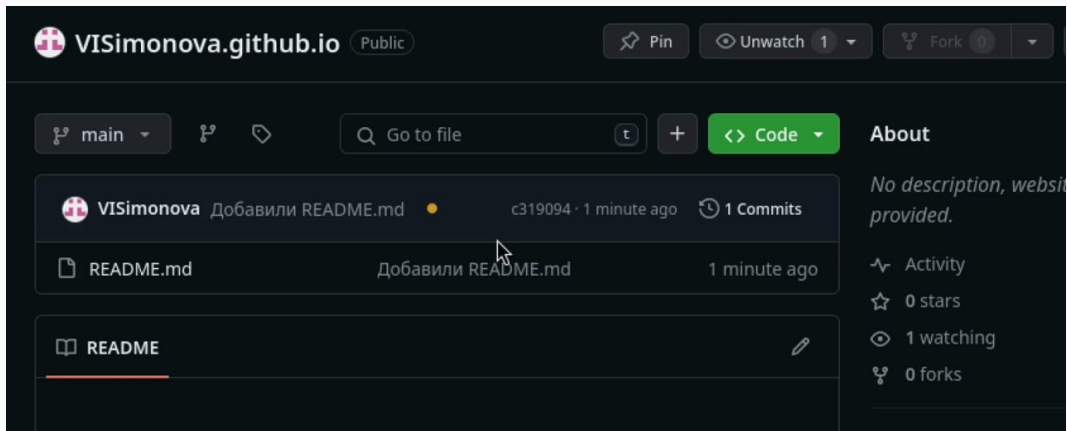 VISimonova.github.io Public Pin Unwatch 1 Fork 0
main Go to file t + <> Code About
No description, websit
provided.
VISimonova Добавили README.md c319094 · 1 minute ago 1 Commits
README.md Добавили README.md 1 minute ago
Activity
0 stars
1 watching
0 forks
README